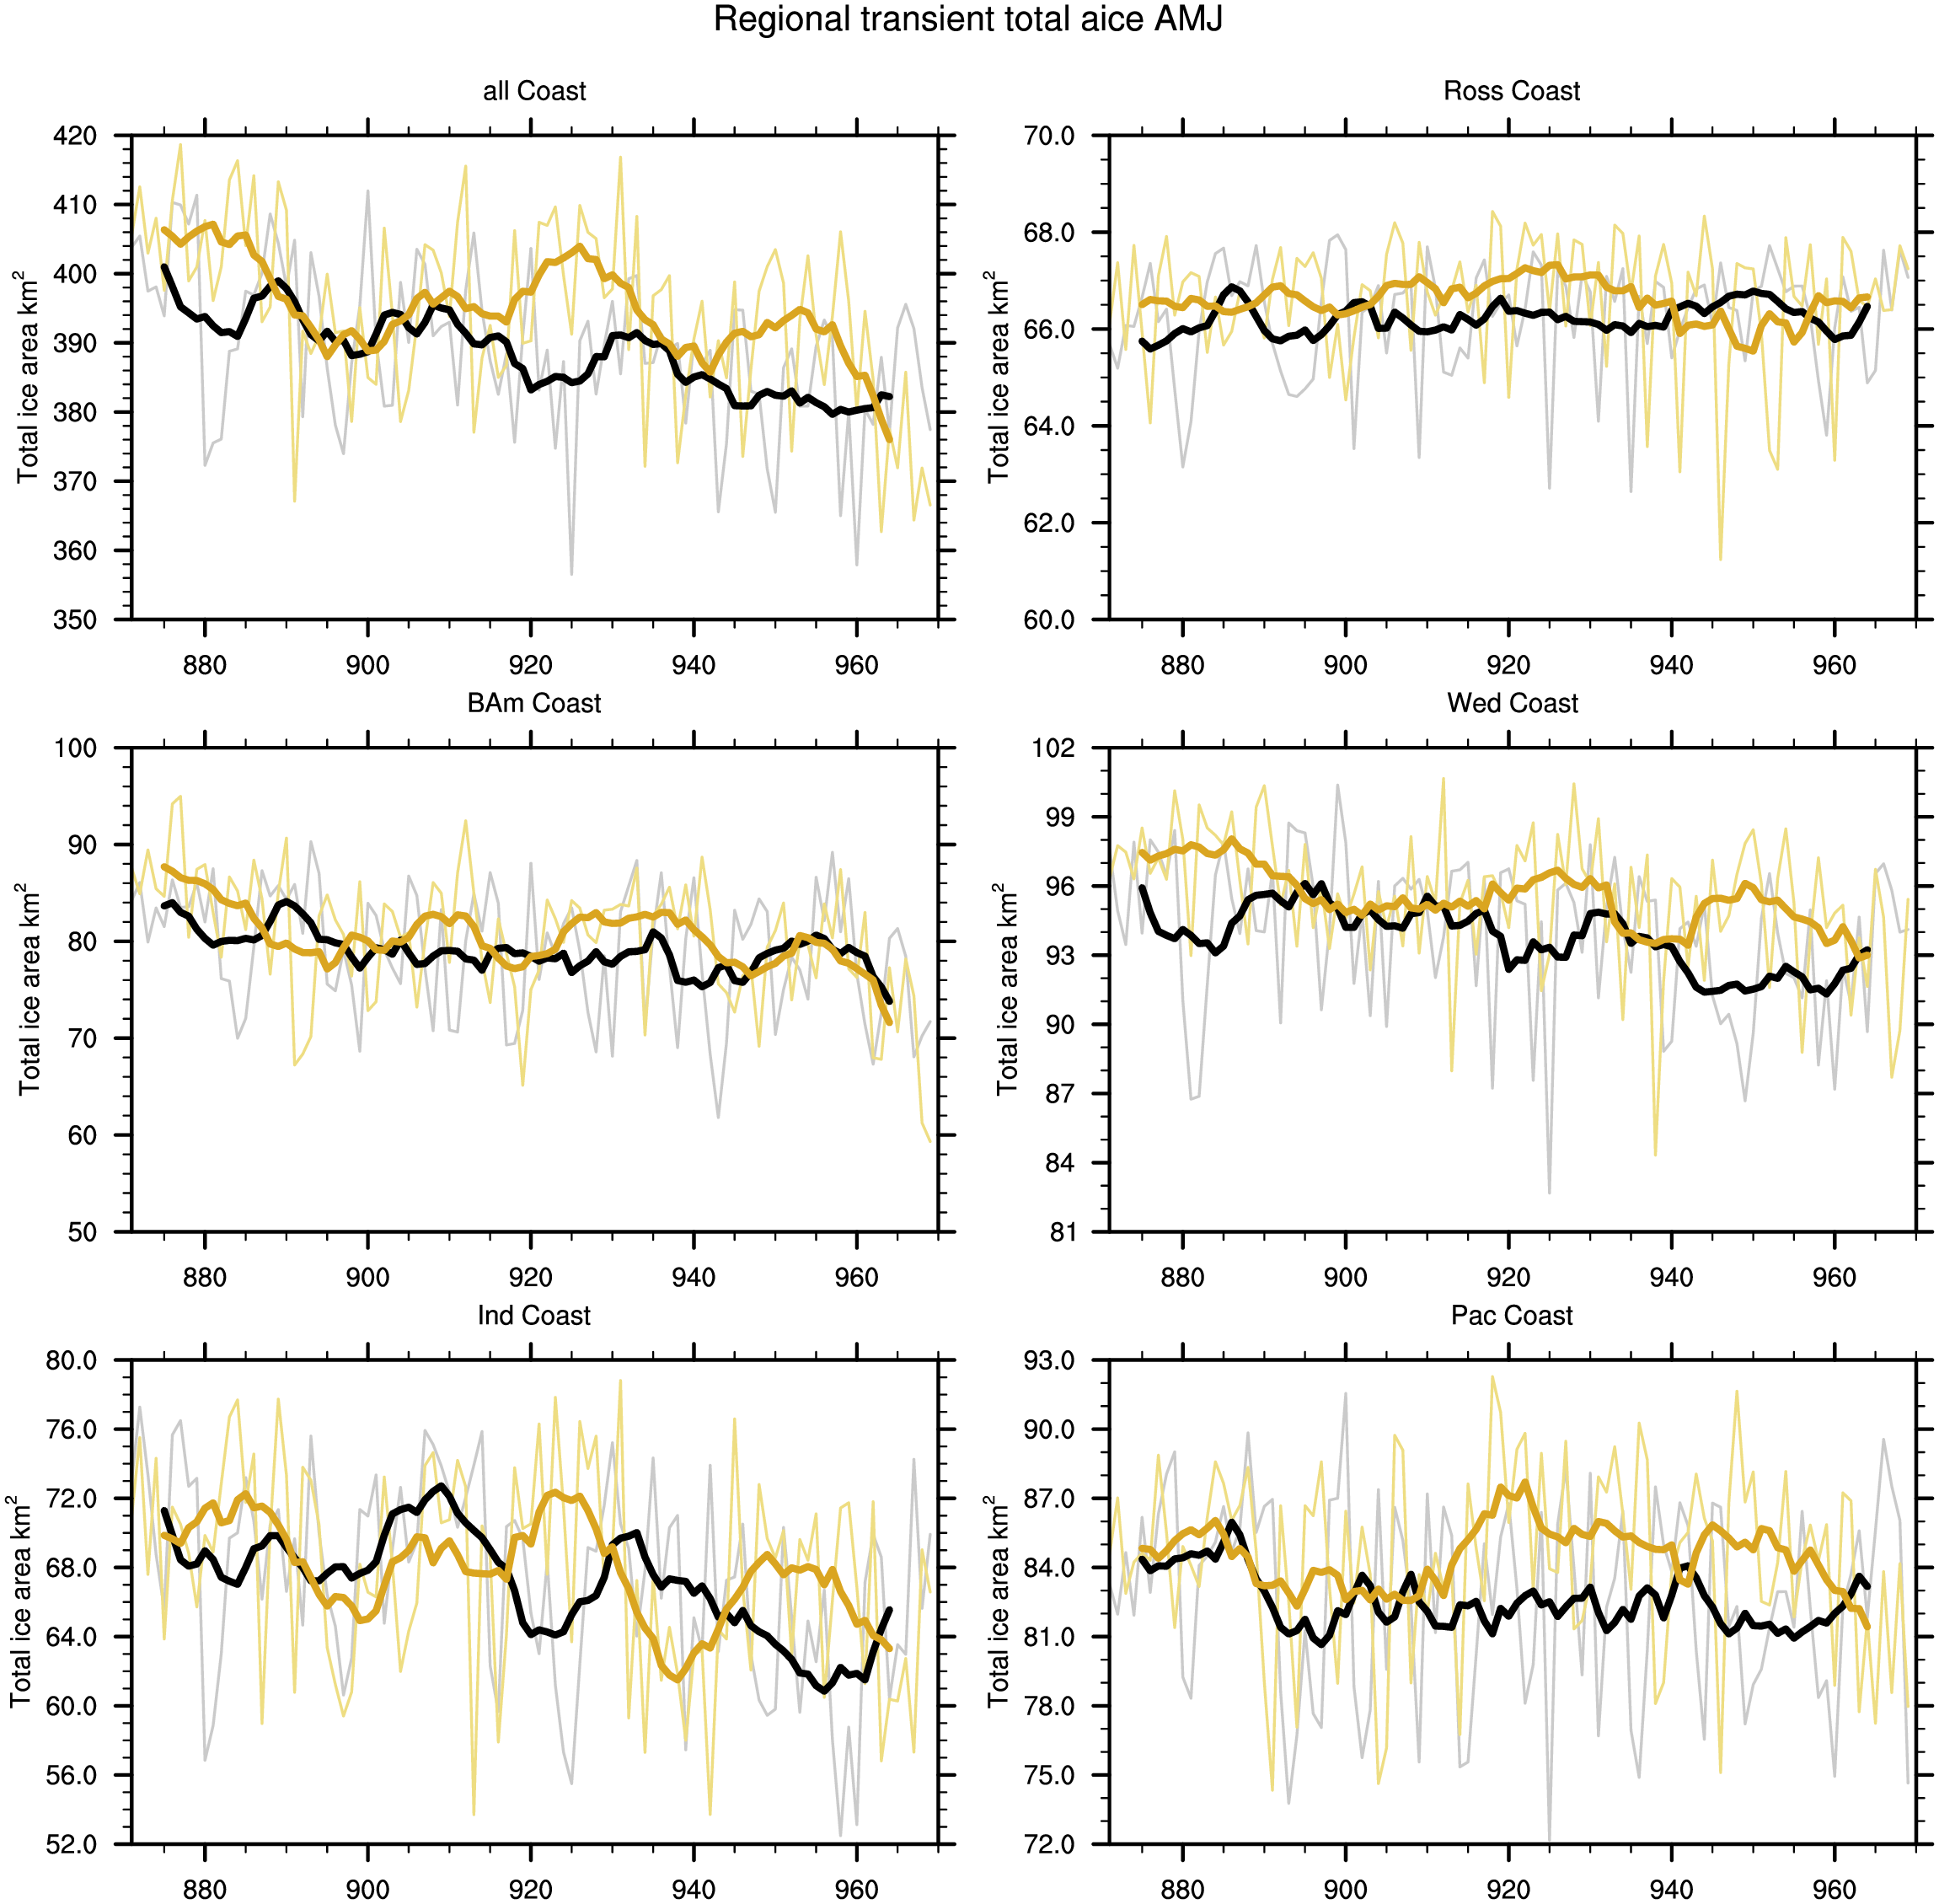 Regional transient total aice AMJ
all Coast
Total ice area km²
420
410
400
390
380
370
360
350
880 900 920 940 960
Ross Coast
Total ice area km²
70.0
68.0
66.0
64.0
62.0
60.0
880 900 920 940 960
BAm Coast
Total ice area km²
100
90
80
70
60
50
880 900 920 940 960
Wed Coast
Total ice area km²
102
99
96
93
90
87
84
81
880 900 920 940 960
Ind Coast
Total ice area km²
80.0
76.0
72.0
68.0
64.0
60.0
56.0
52.0
880 900 920 940 960
Pac Coast
Total ice area km²
93.0
90.0
87.0
84.0
81.0
78.0
75.0
72.0
880 900 920 940 960